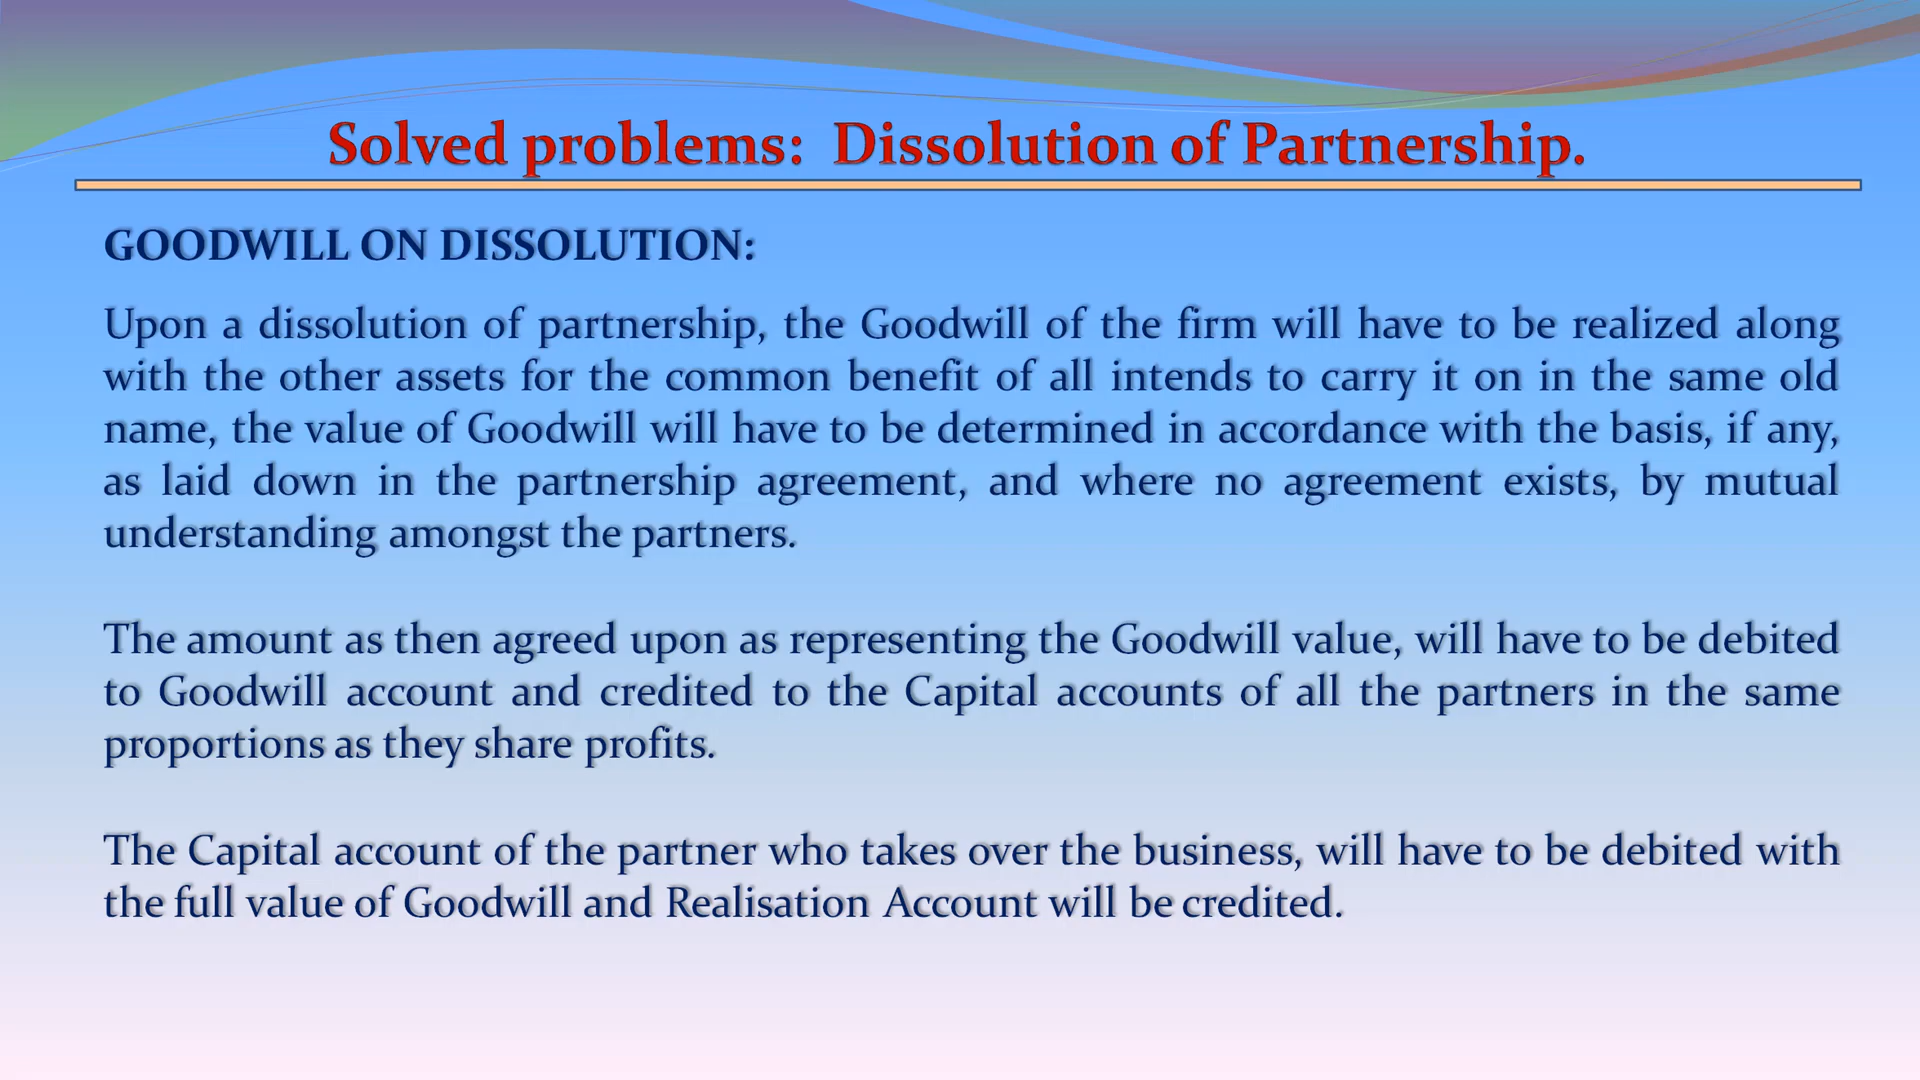 Solved problems:  Dissolution of Partnership.
GOODWILL ON DISSOLUTION:
Upon a dissolution of partnership, the Goodwill of the firm will have to be realized along
with the other assets for the common benefit of all intends to carry it on in the same old
name, the value of Goodwill will have to be determined in accordance with the basis, if any,
as laid down in the partnership agreement, and where no agreement exists, by mutual
understanding amongst the partners.
The amount as then agreed upon as representing the Goodwill value, will have to be debited
to Goodwill account and credited to the Capital accounts of all the partners in the same
proportions as they share profits.
The Capital account of the partner who takes over the business, will have to be debited with
the full value of Goodwill and Realisation Account will be credited.